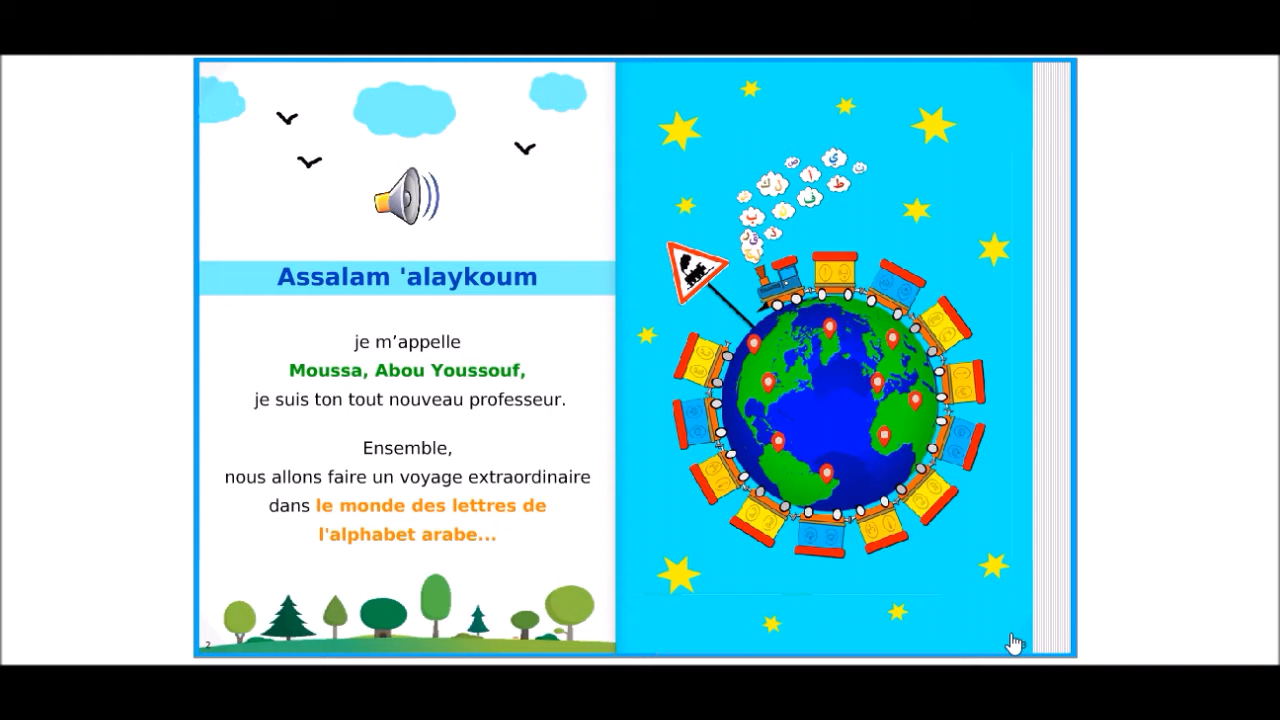 Assalam 'alaykoum
je m’appelle
Moussa, Abou Youssouf,
je suis ton tout nouveau professeur.
Ensemble,
nous allons faire un voyage extraordinaire
dans le monde des lettres de
l'alphabet arabe...
2
ي
ص
ا
ط
ك
ل
ف
ب